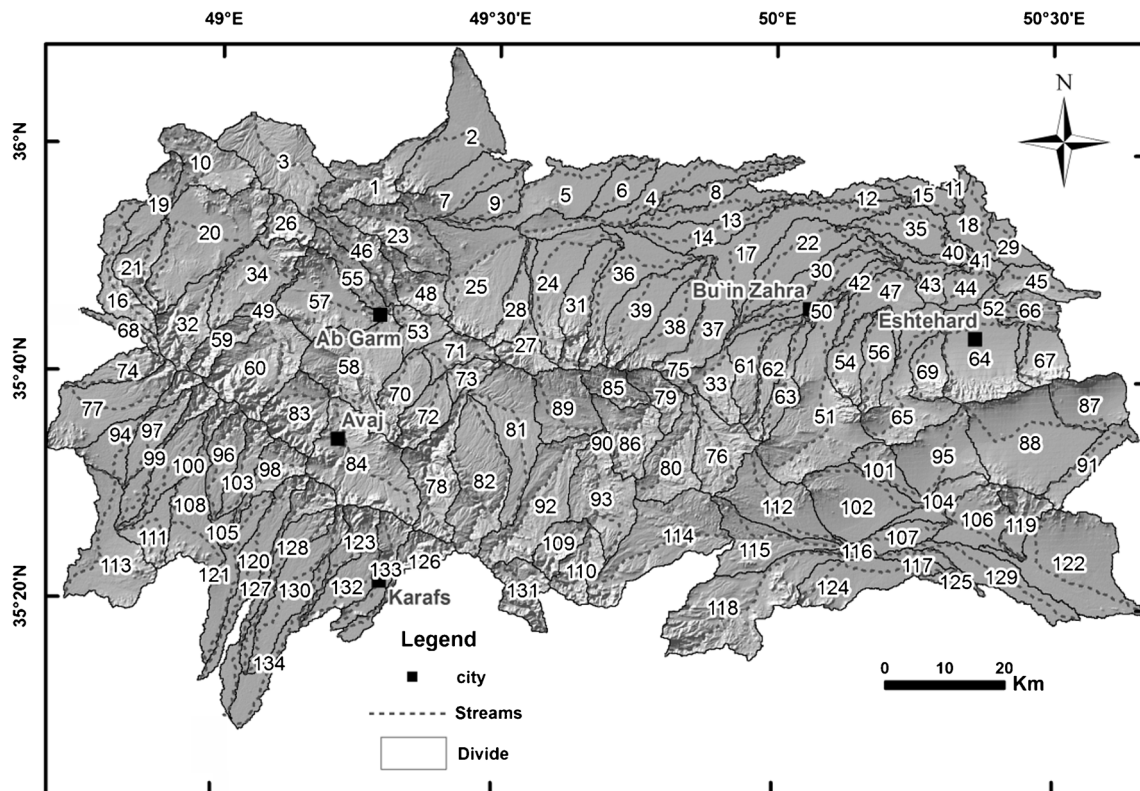 49°E 49°30'E 50°E 50°30'E
N
36°N
2
10 3
1
7 9 5 6 4 8 12 15 11
19
20 26 23 13 18
46 14 17 22 35 29
21 34 55 25 24 36 30 40 41
16 57 48 28 31 39 Bu`in Zahra 42 47 43 44 45
68 32 59 49 Ab Garm 53 38 37 50 Eshtehard 52 66
35°40'N
74 60 58 71 27 75 61 62 54 56 69 64 67
73 33
77 83 70 72 89 85 79 63 51 65 87
Avaj
94 97 81 90 86 76 88
99 100 96 98 84 80 101 95 91
103 78 82 92 93
108 112 102 104
111 105 106 119
113 128 123 109 114 115 116 107 122
120 126 110 117
121 127 130 132 133 131 118 124 125 129
35°20'N
Karafs
134
Legend
city
Streams
Divide
0 10 20
Km